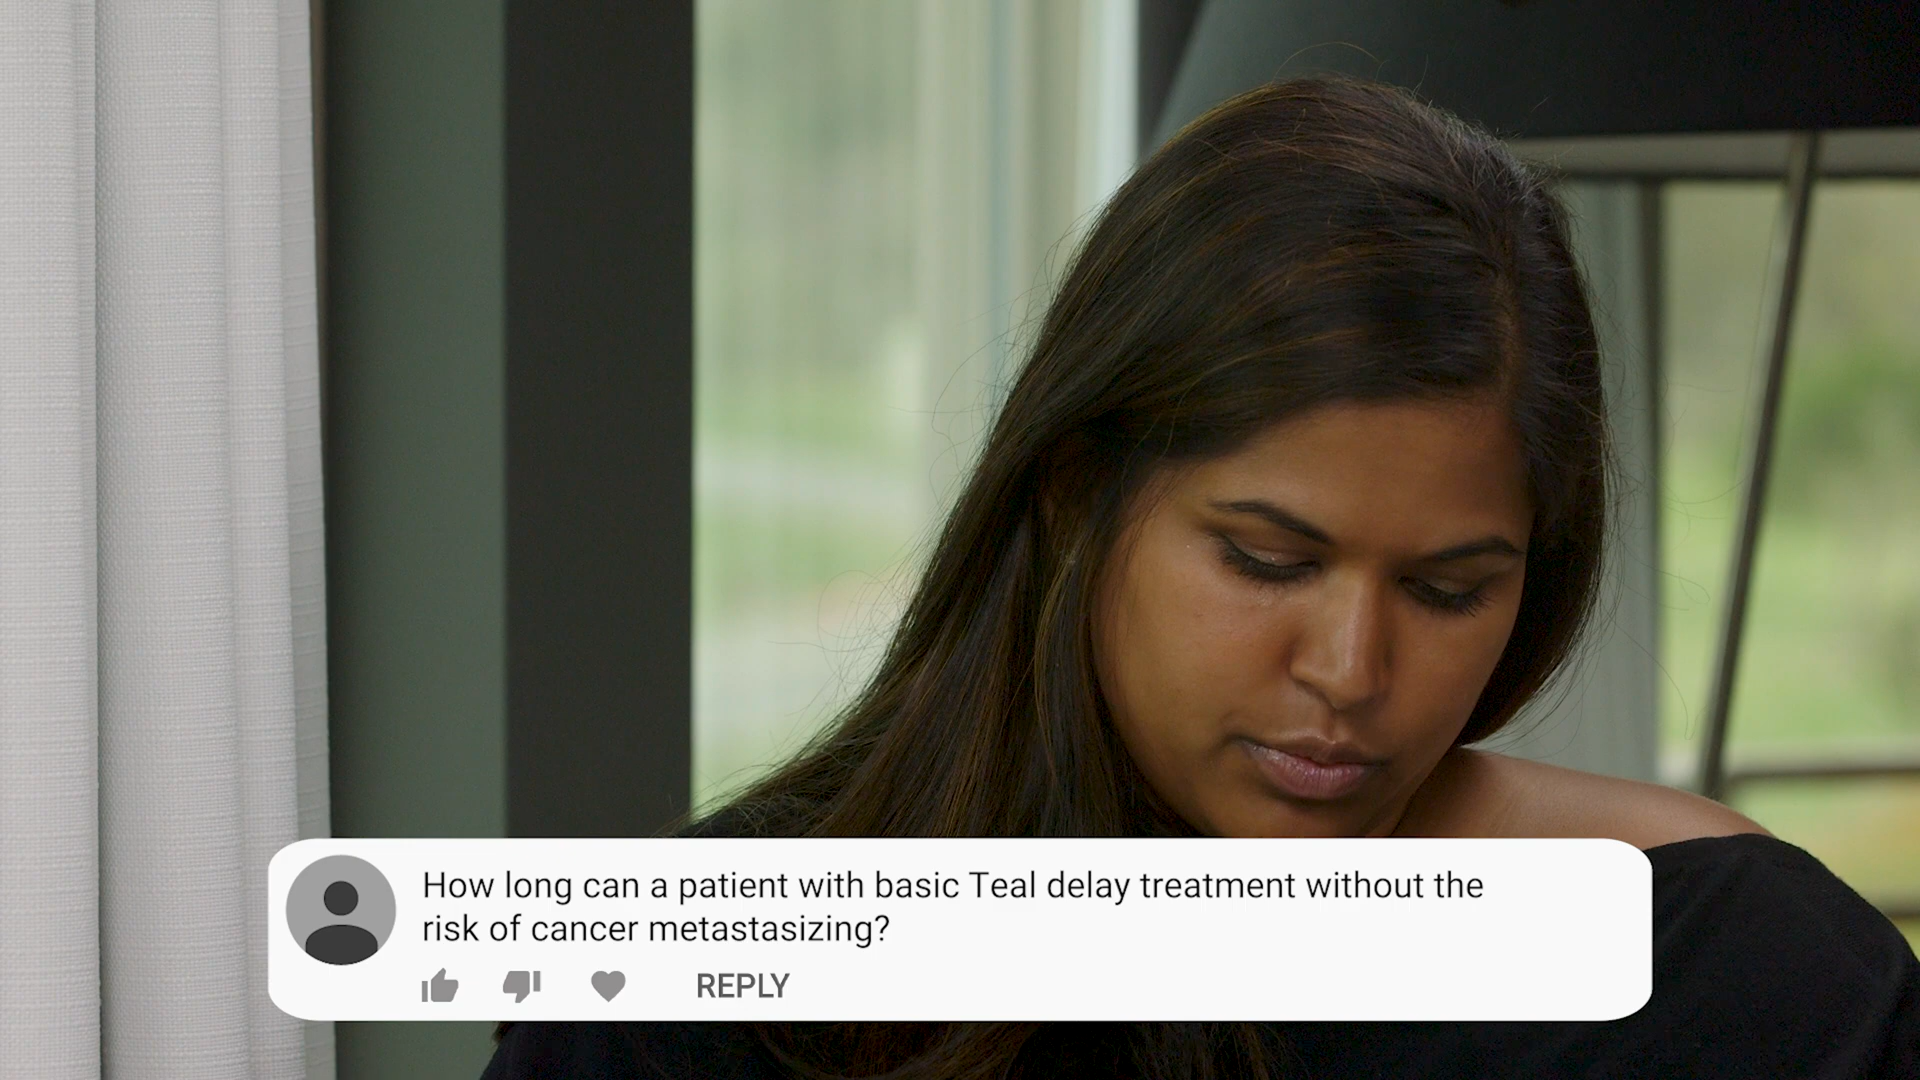 How long can a patient with basic Teal delay treatment without the
risk of cancer metastasizing?
REPLY